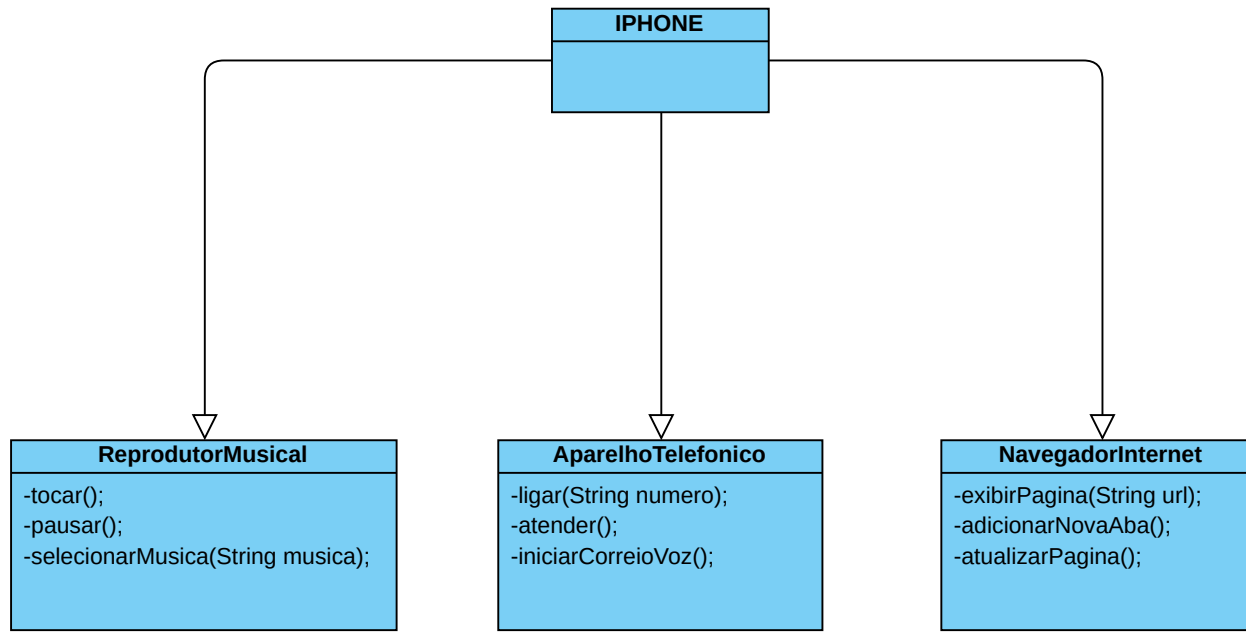 IPHONE
ReprodutorMusical
-tocar();
-pausar();
-selecionarMusica(String musica);
AparelhoTelefonico
-ligar(String numero);
-atender();
-iniciarCorreioVoz();
NavegadorInternet
-exibirPagina(String url);
-adicionarNovaAba();
-atualizarPagina();